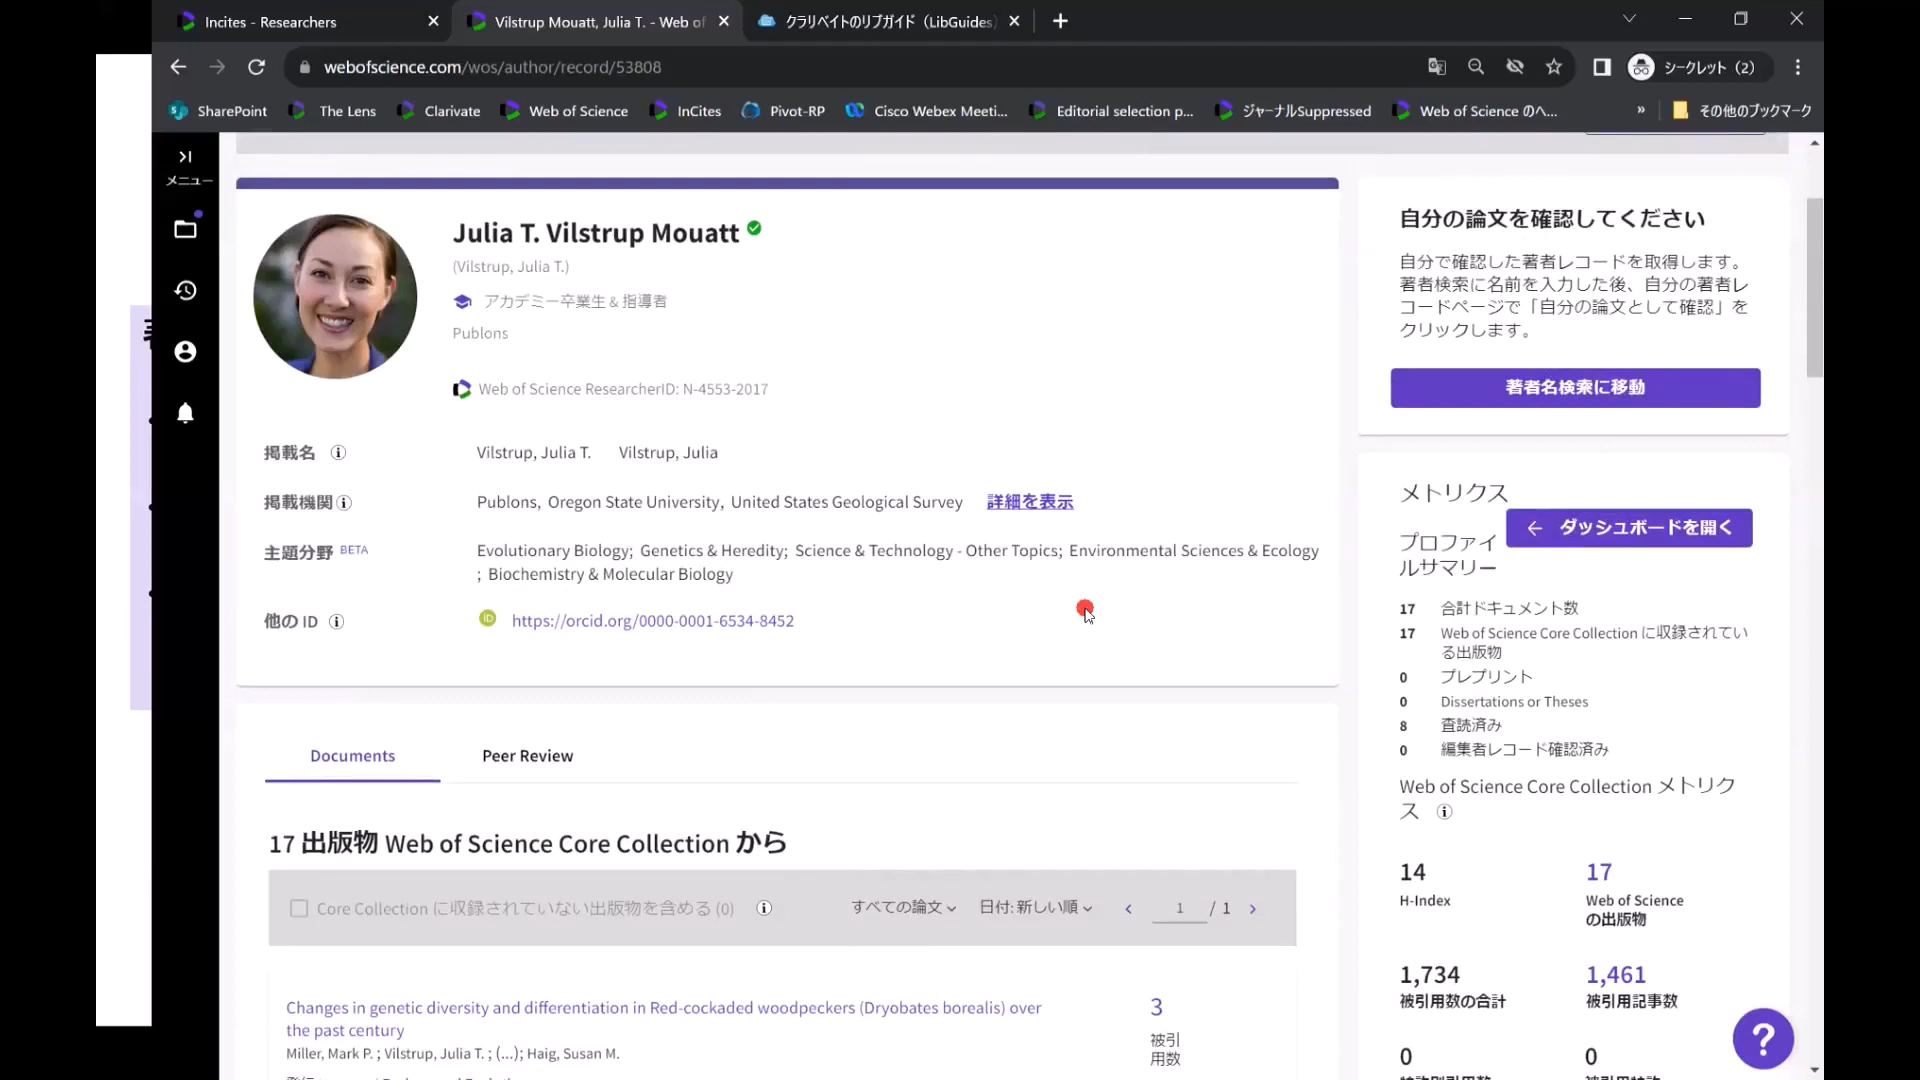 Incites - Researchers
Vilstrup Mouatt, Julia T. - Web of
クラリベイトのリブガイド（LibGuides）
webofscience.com/wos/author/record/53808
シークレット（2）
SharePoint
The Lens
Clarivate
Web of Science
InCites
Pivot-RP
Cisco Webex Meeti...
Editorial selection p...
ジャーナルSuppressed
Web of Science のヘ...
»
その他のブックマーク
メニュー
Julia T. Vilstrup Mouatt
(Vilstrup, Julia T.)
アカデミー卒業生 & 指導者
Publons
Web of Science ResearcherID: N-4553-2017
掲載名
Vilstrup, Julia T. Vilstrup, Julia
掲載機関
Publons, Oregon State University, United States Geological Survey 詳細を表示
主題分野 BETA
Evolutionary Biology; Genetics & Heredity; Science & Technology - Other Topics; Environmental Sciences & Ecology
; Biochemistry & Molecular Biology
他の ID
https://orcid.org/0000-0001-6534-8452
Documents
Peer Review
17 出版物 Web of Science Core Collection から
Core Collection に収録されていない出版物を含める (0)
すべての論文
日付: 新しい順
1 / 1
Changes in genetic diversity and differentiation in Red-cockaded woodpeckers (Dryobates borealis) over
the past century
Miller, Mark P. ; Vilstrup, Julia T. ; (...); Haig, Susan M.
3
被引
用数
自分の論文を確認してください
自分で確認した著者レコードを取得します。
著者検索に名前を入力した後、自分の著者レ
コードページで「自分の論文として確認」を
クリックします。
著者名検索に移動
メトリクス
ダッシュボードを開く
プロファイ
ルサマリー
17 合計ドキュメント数
17 Web of Science Core Collection に収録されてい
る出版物
0 プレプリント
0 Dissertations or Theses
8 査読済み
0 編集者レコード確認済み
Web of Science Core Collection メトリク
ス
14
H-Index
17
Web of Science
の出版物
1,734
被引用数の合計
1,461
被引用記事数
0
0
?